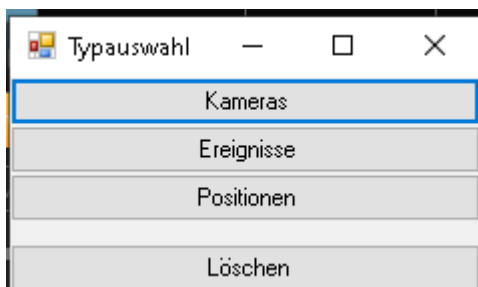 Typauswahl
Kameras
Ereignisse
Positionen
Löschen